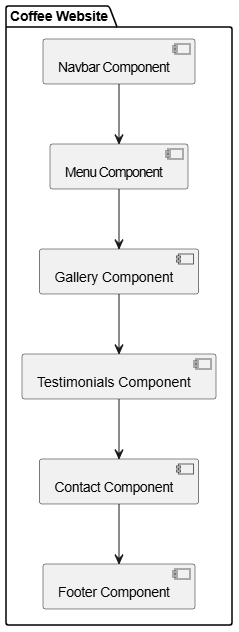 Coffee Website
Navbar Component
Menu Component
Gallery Component
Testimonials Component
Contact Component
Footer Component